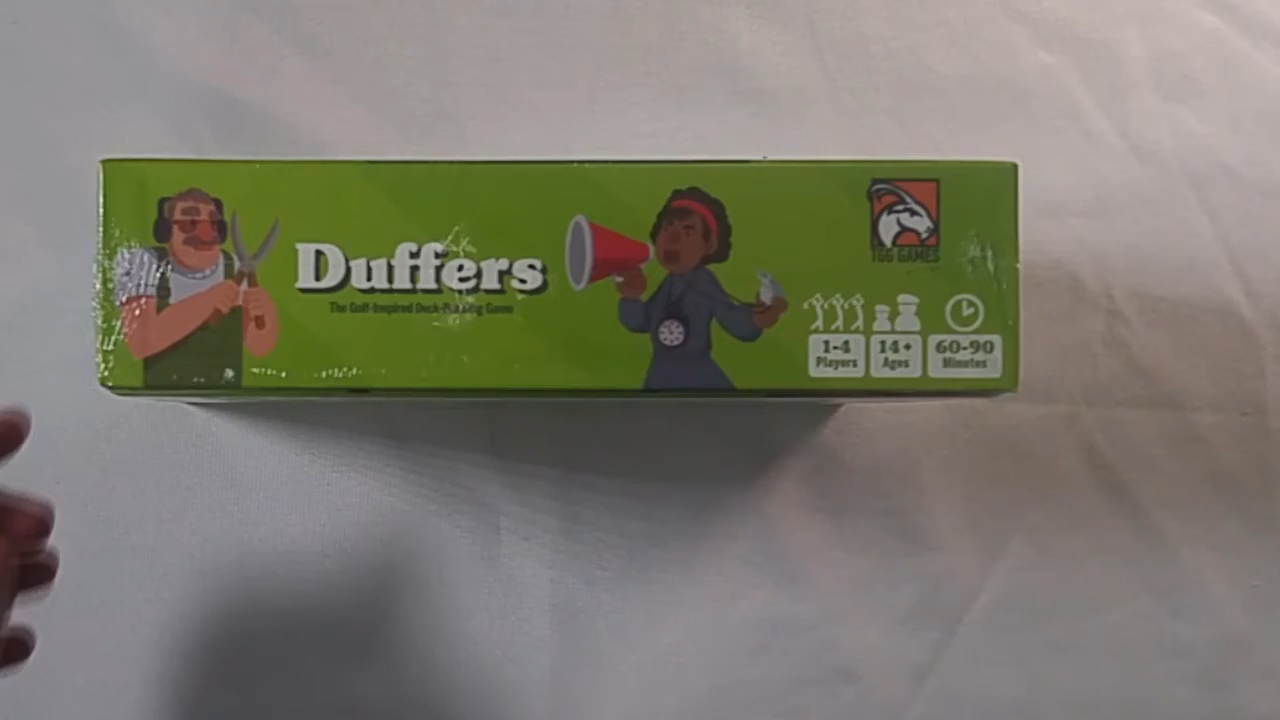 Duffers
The Golf-Inspired Deck-Building Game
TGG GAMES
1-4
Players
14+
Ages
60-90
Minutes